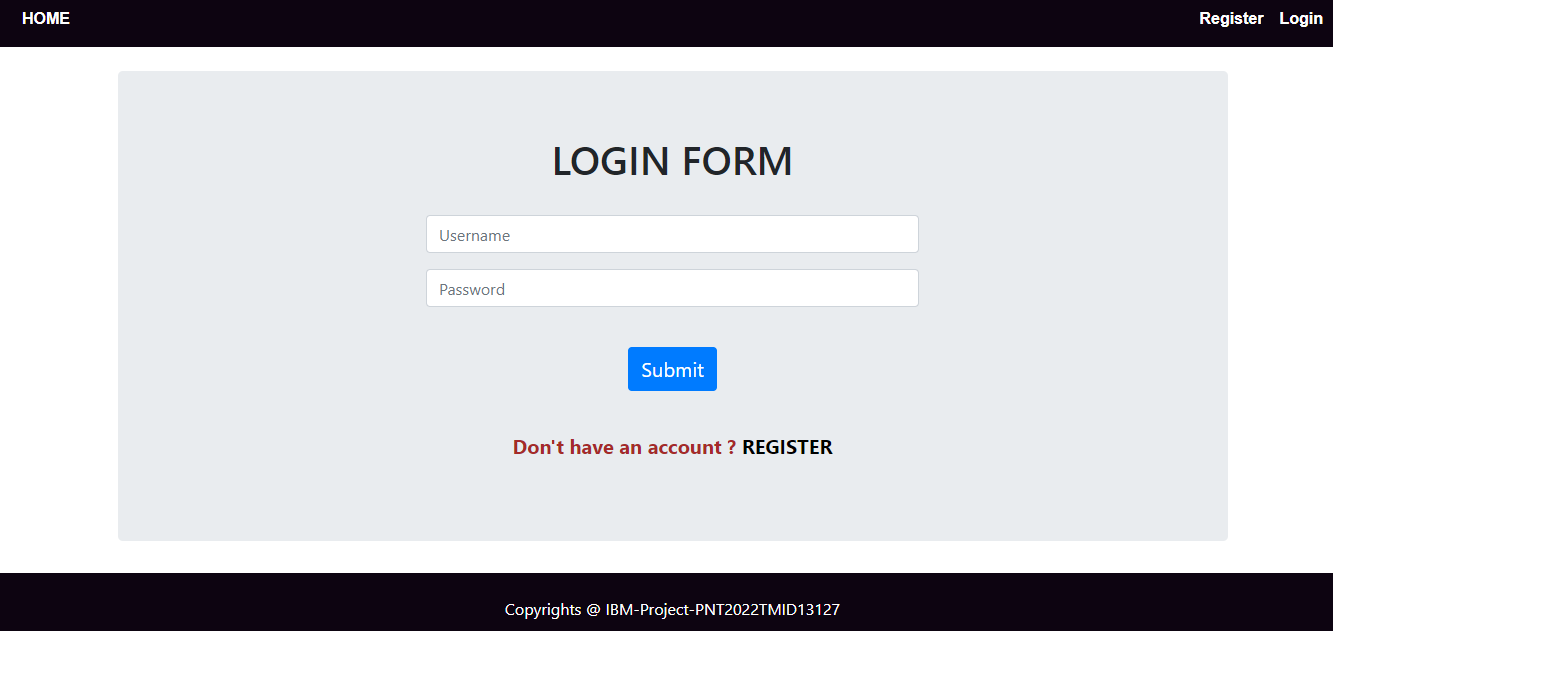 HOME Register Login
LOGIN FORM
Username
Password
Submit
Don't have an account ? REGISTER
Copyrights @ IBM-Project-PNT2022TMID13127